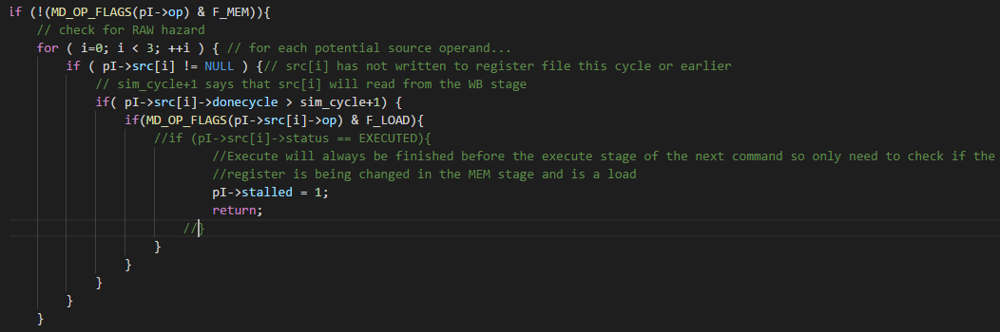 if (!(MD_OP_FLAGS(pI->op) & F_MEM)){
// check for RAW hazard
for ( i=0; i < 3; ++i ) { // for each potential source operand...
if ( pI->src[i] != NULL ) {// src[i] has not written to register file this cycle or earlier
// sim_cycle+1 says that src[i] will read from the WB stage
if( pI->src[i]->donecycle > sim_cycle+1) {
if(MD_OP_FLAGS(pI->src[i]->op) & F_LOAD){
//if (pI->src[i]->status == EXECUTED){
//Execute will always be finished before the execute stage of the next command so only need to check if the
//register is being changed in the MEM stage and is a load
pI->stalled = 1;
return;
//}
}
}
}
}
}